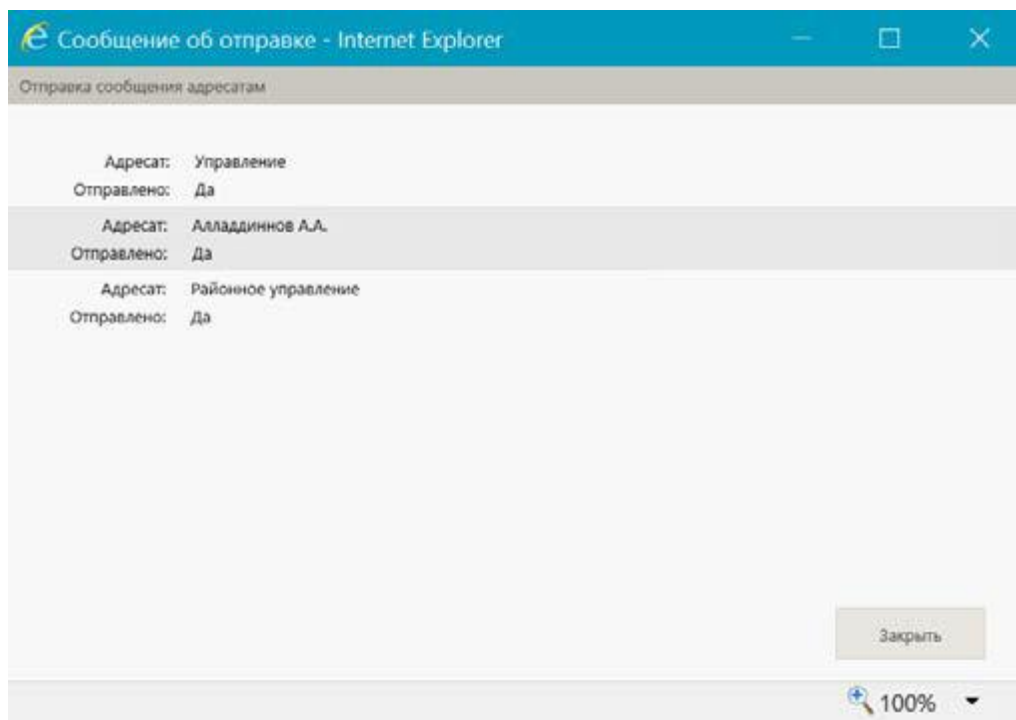 Сообщение об отправке - Internet Explorer
Отправка сообщения адресатам
Адресат: Управление
Отправлено: Да
Адресат: Алладдиннов А.А.
Отправлено: Да
Адресат: Районное управление
Отправлено: Да
Закрыть
100%